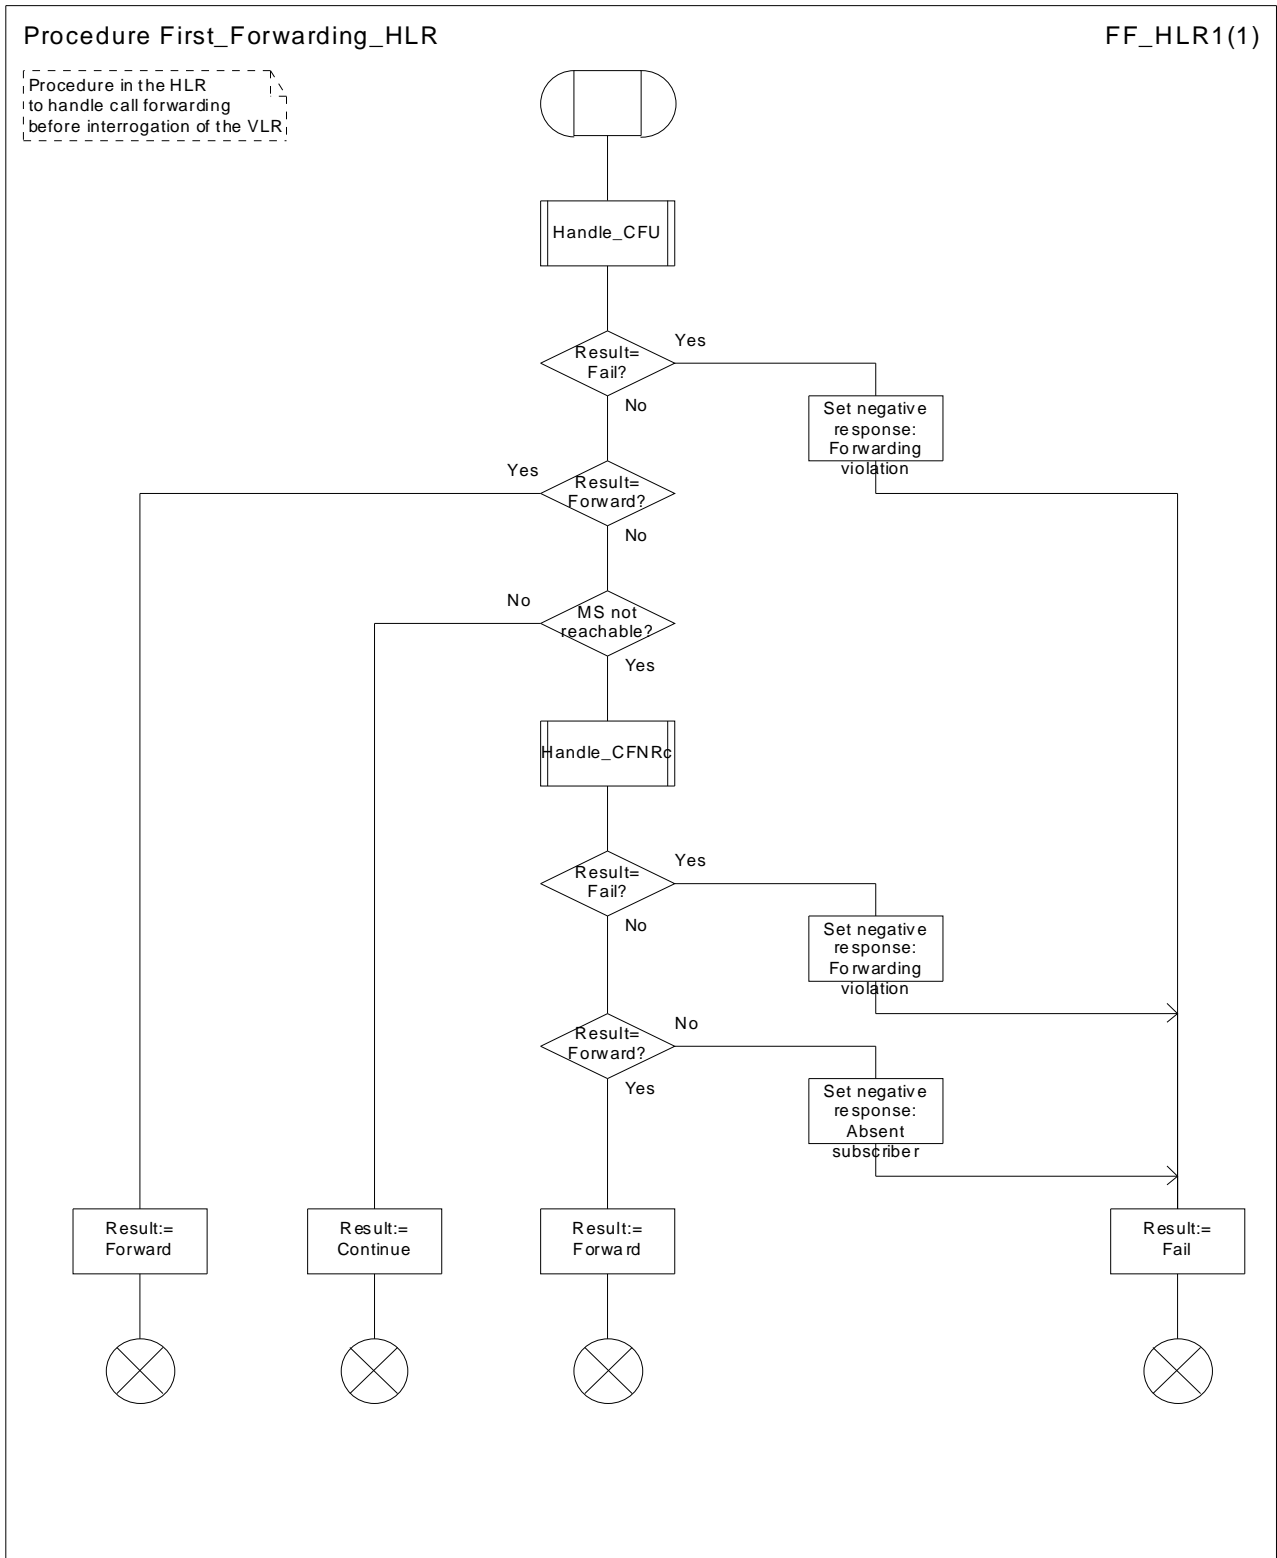 Procedure First_Forwarding_HLR
FF_HLR1(1)
Procedure in the HLR
to handle call forwarding
before interrogation of the VLR
Handle_CFU
Result=
Fail?
Yes
No
Set negative
response:
Forwarding
violation
Result=
Forward?
Yes
No
MS not
reachable?
No
Yes
Handle_CFNRc
Result=
Fail?
Yes
No
Set negative
response:
Forwarding
violation
Result=
Forward?
No
Yes
Set negative
response:
Absent
subscriber
Result:=
Forward
Result:=
Continue
Result:=
Forward
Result:=
Fail